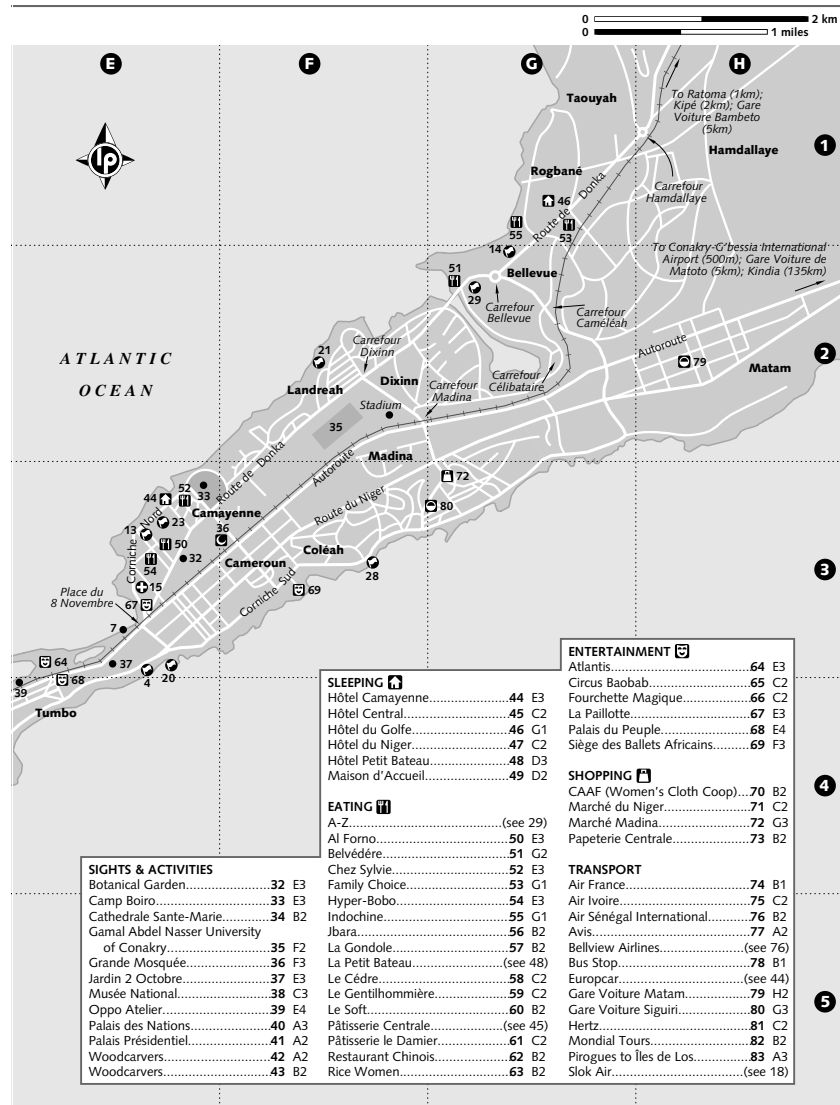 0 2 km
0 1 miles
E F G H
Taouyah
To Ratoma (1km);
Kipé (2km); Gare
Voiture Bambeto
(5km)
lp
1
Hamdallaye
Rogbané
Carrefour
Hamdallaye
46
Route de Donka
55
53
14
To Conakry-G'bessia International
Airport (500m); Gare Voiture de
Matoto (5km); Kindia (135km)
51
Bellevue
29
Carrefour
Bellevue
Carrefour
Caméléah
21
Carrefour
Dixinn
Autoroute
2
ATLANTIC
OCEAN
79
Matam
Landreah
Dixinn
Carrefour
Célibataire
Carrefour
Madina
Stadium
35
Madina
Route de Donka
Autoroute
72
52
44
33
Route du Niger
80
Camayenne
23
13
36
Corniche Nord
50
32
Coléah
54
Cameroun
28
3
15
Corniche Sud
69
Place du
8 Novembre
67
7
64
37
68
4
20
39
Tumbo
4
5
SLEEPING
Hôtel Camayenne 44 E3
Hôtel Central 45 C2
Hôtel du Golfe 46 G1
Hôtel du Niger 47 C2
Hôtel Petit Bateau 48 D3
Maison d'Accueil 49 D2
EATING
A-Z (see 29)
Al Forno 50 E3
Belvédére 51 G2
Chez Sylvie 52 E3
Family Choice 53 G1
Hyper-Bobo 54 E3
Indochine 55 G1
Jbara 56 B2
La Gondole 57 B2
La Petit Bateau (see 48)
Le Cédre 58 C2
Le Gentilhommière 59 C2
Le Soft 60 B2
Pâtisserie Centrale (see 45)
Pâtisserie le Damier 61 C2
Restaurant Chinois 62 B2
Rice Women 63 B2
ENTERTAINMENT
Atlantis 64 E3
Circus Baobab 65 C2
Fourchette Magique 66 C2
La Paillotte 67 E3
Palais du Peuple 68 E4
Siège des Ballets Africains 69 F3
SHOPPING
CAAF (Women's Cloth Coop) 70 B2
Marché du Niger 71 C2
Marché Madina 72 G3
Papeterie Centrale 73 B2
TRANSPORT
Air France 74 B1
Air Ivoire 75 C2
Air Sénégal International 76 B2
Avis 77 A2
Bellview Airlines (see 76)
Bus Stop 78 B1
Europcar (see 44)
Gare Voiture Matam 79 H2
Gare Voiture Siguiri 80 G3
Hertz 81 C2
Mondial Tours 82 B2
Pirogues to Îles de Los 83 A3
Slok Air (see 18)
SIGHTS & ACTIVITIES
Botanical Garden 32 E3
Camp Boiro 33 E3
Cathedrale Sante-Marie 34 B2
Gamal Abdel Nasser University
of Conakry 35 F2
Grande Mosquée 36 F3
Jardin 2 Octobre 37 E3
Musée National 38 C3
Oppo Atelier 39 E4
Palais des Nations 40 A3
Palais Présidentiel 41 A2
Woodcarvers 42 A2
Woodcarvers 43 B2